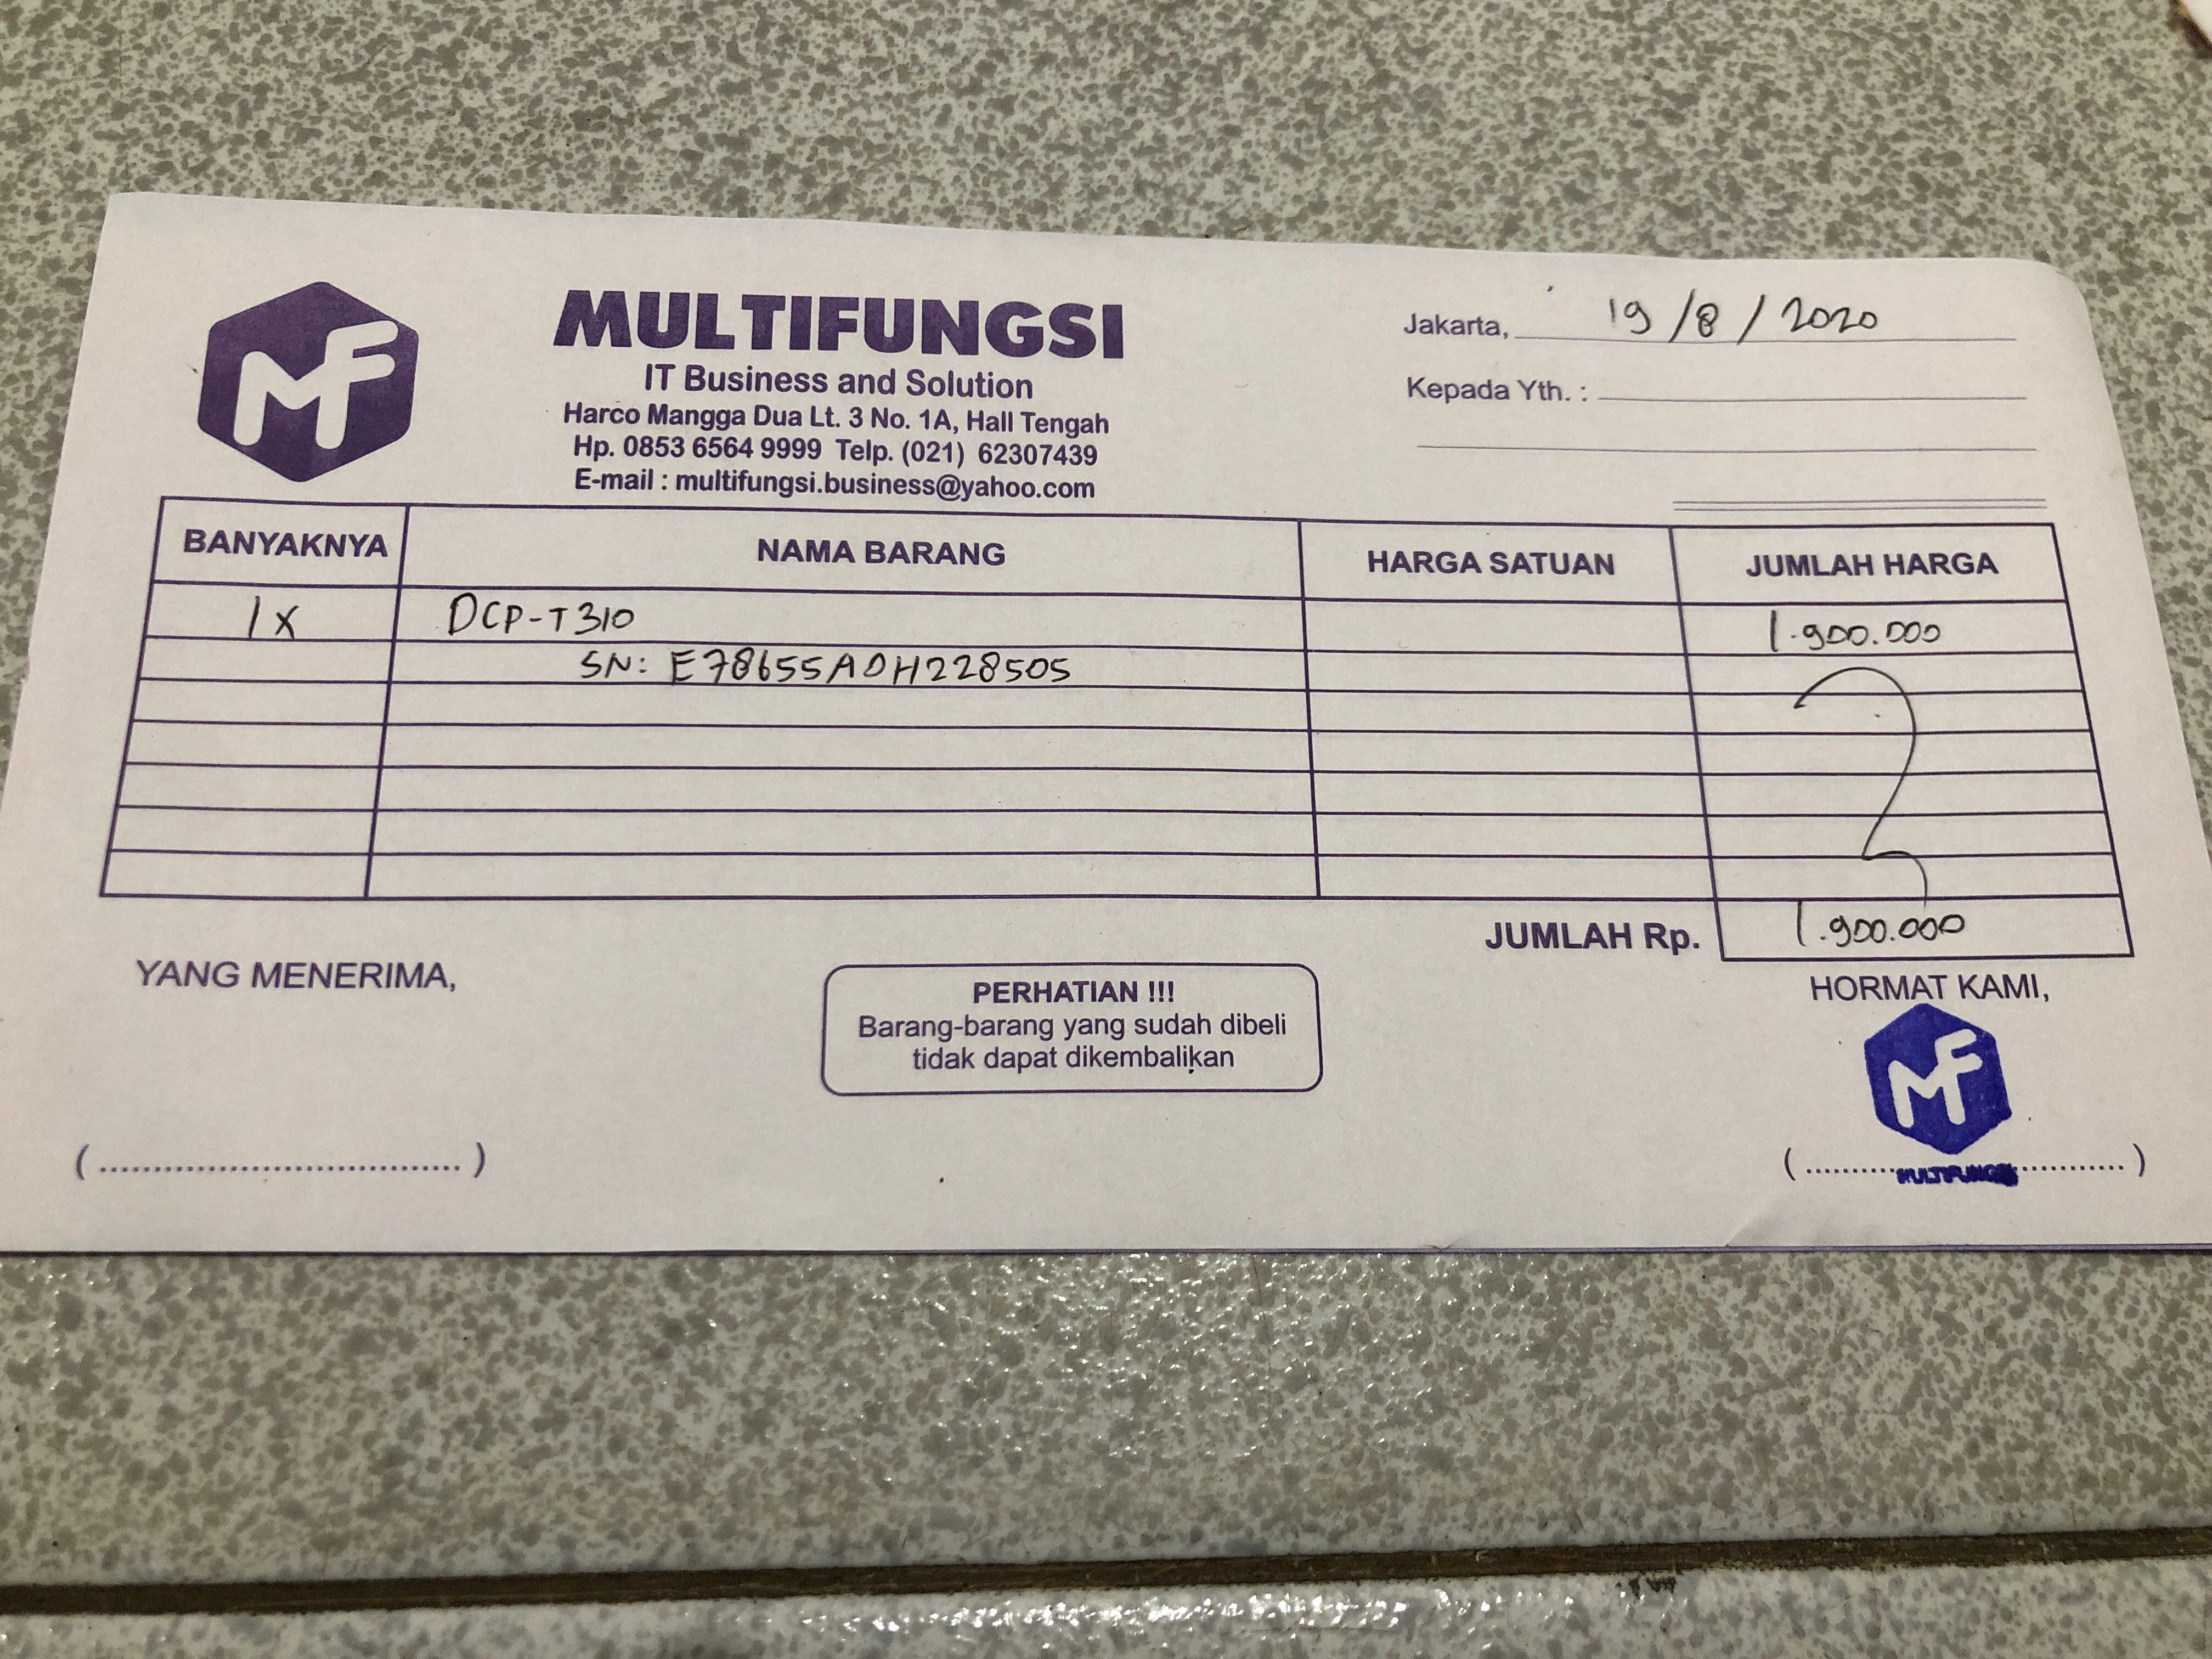 MF
MULTIFUNGSI
IT Business and Solution
Harco Mangga Dua Lt. 3 No. 1A, Hall Tengah
Hp. 0853 6564 9999 Telp. (021) 62307439
E-mail : multifungsi.business@yahoo.com
Jakarta, 19/8/2020
Kepada Yth. :
BANYAKNYA NAMA BARANG HARGA SATUAN JUMLAH HARGA
1 X DCP-T310 1.900.000
SN: E78655A0H228505
JUMLAH Rp. 1.900.000
YANG MENERIMA,
PERHATIAN !!!
Barang-barang yang sudah dibeli
tidak dapat dikembalikan
HORMAT KAMI,
MF
(..................................)
(..................................)
MULTIFUNGSI